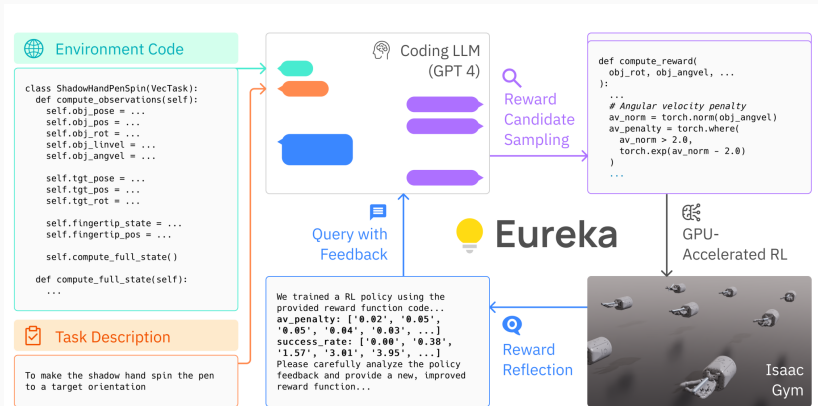 Environment Code
class ShadowHandPenSpin(VecTask):
  def compute_observations(self):
    self.obj_pose = ...
    self.obj_pos = ...
    self.obj_rot = ...
    self.obj_linvel = ...
    self.obj_angvel = ...
    self.tgt_pose = ...
    self.tgt_pos = ...
    self.tgt_rot = ...
    self.fingertip_state = ...
    self.fingertip_pos = ...
    self.compute_full_state()
  def compute_full_state(self):
    ...
Task Description
To make the shadow hand spin the pen
to a target orientation
Coding LLM
(GPT 4)
Reward
Candidate
Sampling
def compute_reward(
  obj_rot, obj_angvel, ...
):
  ...
  # Angular velocity penalty
  av_norm = torch.norm(obj_angvel)
  av_penalty = torch.where(
    av_norm > 2.0,
    torch.exp(av_norm - 2.0)
  )
  ...
GPU-
Accelerated RL
Isaac
Gym
Reward
Reflection
We trained a RL policy using the
provided reward function code...
av_penalty: ['0.02', '0.05',
'0.05', '0.04', '0.03', ...]
success_rate: ['0.00', '0.38',
'1.57', '3.01', '3.95', ...]
Please carefully analyze the policy
feedback and provide a new, improved
reward function...
Query with
Feedback
Eureka